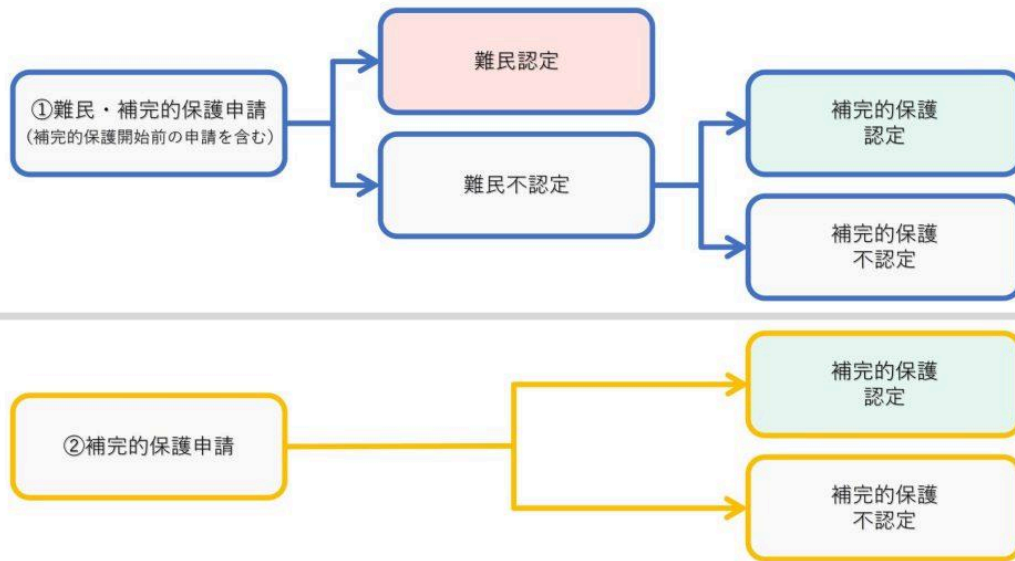 難民認定
①難民・補完的保護申請
（補完的保護開始前の申請を含む）
難民不認定
補完的保護
認定
補完的保護
不認定
補完的保護
認定
②補完的保護申請
補完的保護
不認定